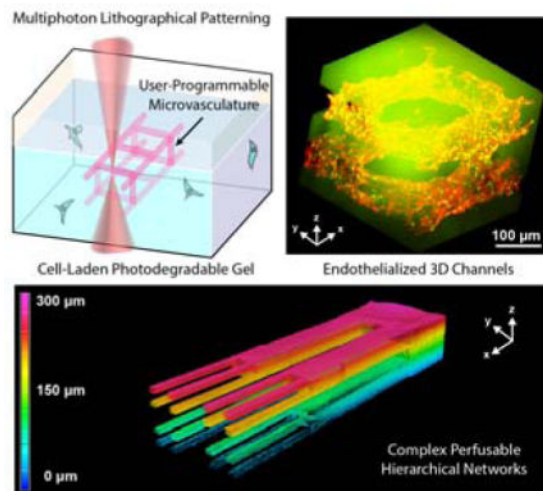 Multiphoton Lithographical Patterning
User-Programmable
Microvasculature
Cell-Laden Photodegradable Gel
y
z
x
100 µm
Endothelialized 3D Channels
300 µm
150 µm
0 µm
z
y
x
Complex Perfusable
Hierarchical Networks